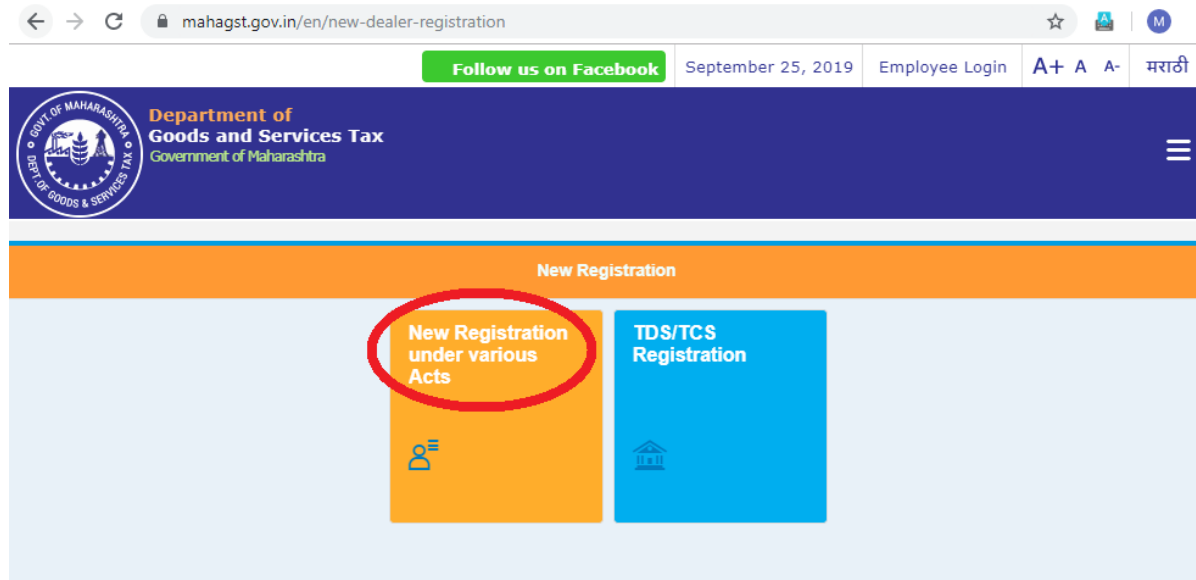 mahagst.gov.in/en/new-dealer-registration
M
Follow us on Facebook September 25, 2019 Employee Login A+ A A- मराठी
GOVT. OF MAHARASHTRA
DEPT. OF GOODS & SERVICES TAX
Department of
Goods and Services Tax
Government of Maharashtra
New Registration
New Registration
under various
Acts
TDS/TCS
Registration